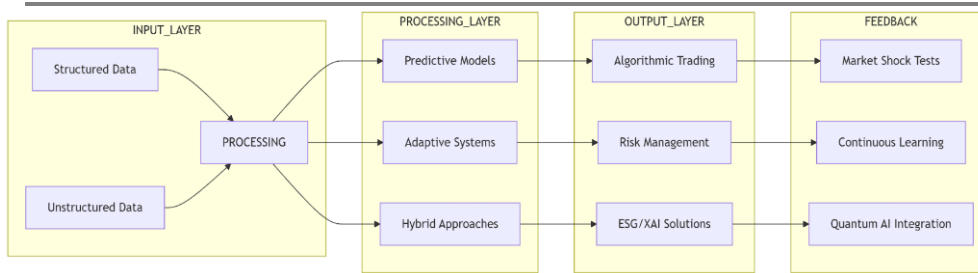 INPUT_LAYER
Structured Data
PROCESSING
Unstructured Data
PROCESSING_LAYER
Predictive Models
Adaptive Systems
Hybrid Approaches
OUTPUT_LAYER
Algorithmic Trading
Risk Management
ESG/XAI Solutions
FEEDBACK
Market Shock Tests
Continuous Learning
Quantum AI Integration